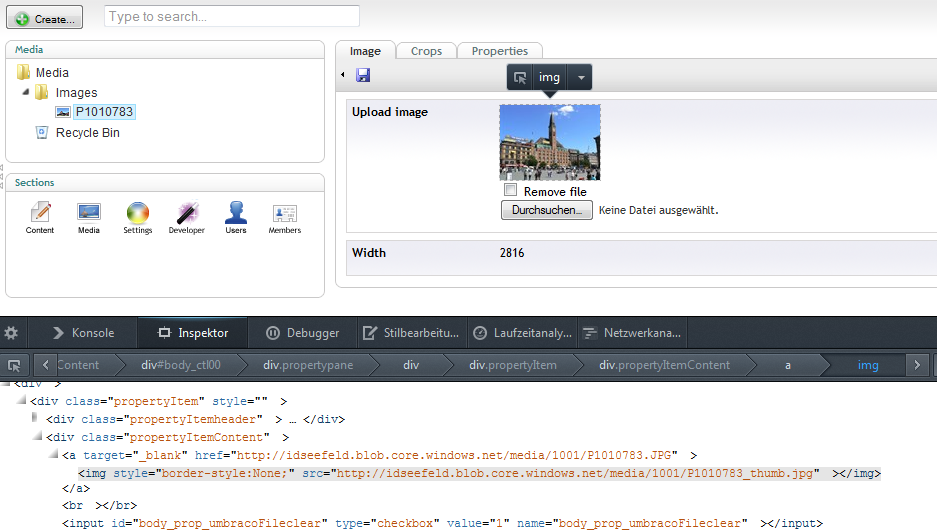 Create...
Type to search...
Media
Media
Images
P1010783
Recycle Bin
Sections
Content Media Settings Developer Users Members
Image Crops Properties
img
Upload image
Remove file
Durchsuchen... Keine Datei ausgewählt.
Width 2816
Konsole Inspektor Debugger Stilbearbeitu... Laufzeitanaly... Netzwerkana...
Content div#body_ctl00 div.propertypane div div.propertyItem div.propertyItemContent a img
<div >
<div class="propertyItem" style="" >
<div class="propertyItemheader" > … </div>
<div class="propertyItemContent" >
<a target="_blank" href="http://idseefeld.blob.core.windows.net/media/1001/P1010783.JPG" >
<img style="border-style:None;" src="http://idseefeld.blob.core.windows.net/media/1001/P1010783_thumb.jpg" ></img>
</a>
<br ></br>
<input id="body_prop_umbracoFileclear" type="checkbox" value="1" name="body_prop_umbracoFileclear" ></input>